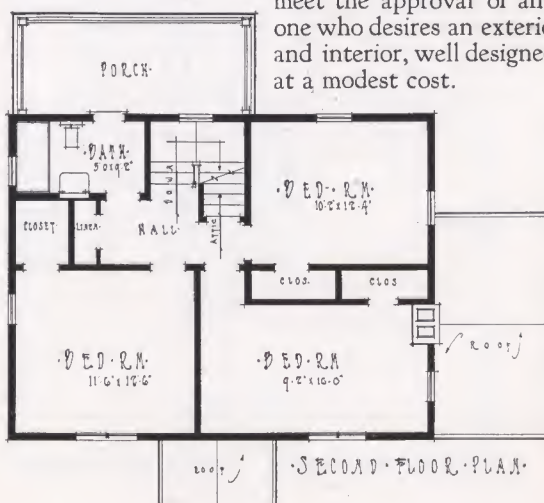 meet the approval of an
one who desires an exterio
and interior, well designe
at a modest cost.
PORCH·
·BATH·
5'0"x9'2"
·BED·RM·
10'2"x12'4"
DOWN
ATTIC
CLOSET·
LINEN·
HALL·
CLOS.
CLOS
·BED·RM·
11'6"x12'6"
·BED·RM
9'2"x16'0"
ROOF
ROOF
·SECOND·FLOOR·PLAN·